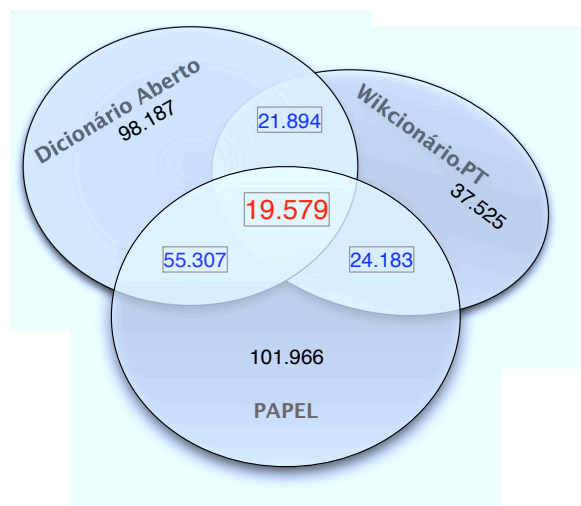 Dicionário Aberto
98.187
21.894
Wikcionário.PT
37.525
19.579
55.307
24.183
101.966
PAPEL